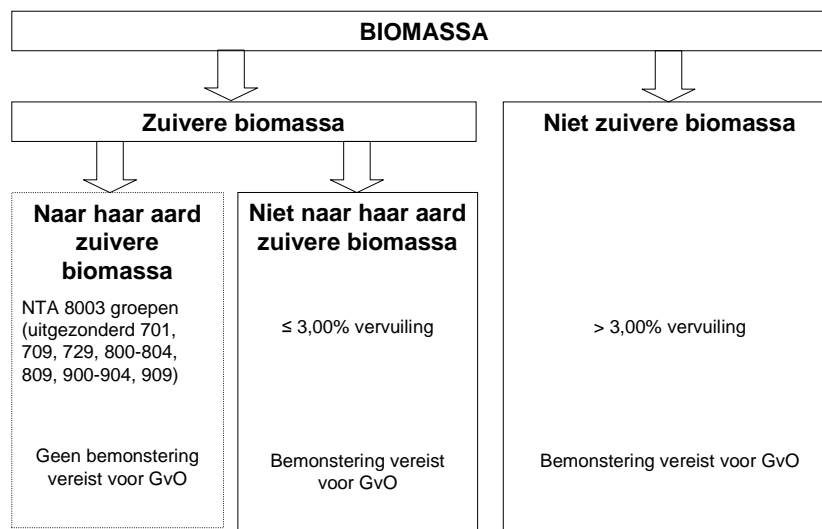 BIOMASSA
Zuivere biomassa
Niet zuivere biomassa
Naar haar aard
zuivere
biomassa
NTA 8003 groepen
(uitgezonderd 701,
709, 729, 800-804,
809, 900-904, 909)
Geen bemonstering
vereist voor GvO
Niet naar haar aard
zuivere biomassa
≤ 3,00% vervuiling
Bemonstering vereist
voor GvO
> 3,00% vervuiling
Bemonstering vereist voor GvO